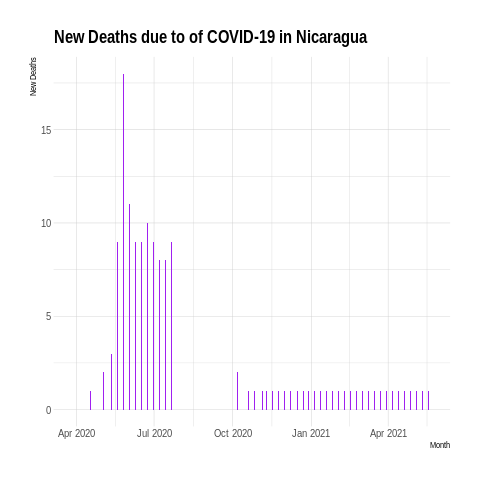 New Deaths due to of COVID-19 in Nicaragua
New Deaths
15
10
5
0
Apr 2020 Jul 2020 Oct 2020 Jan 2021 Apr 2021
Month